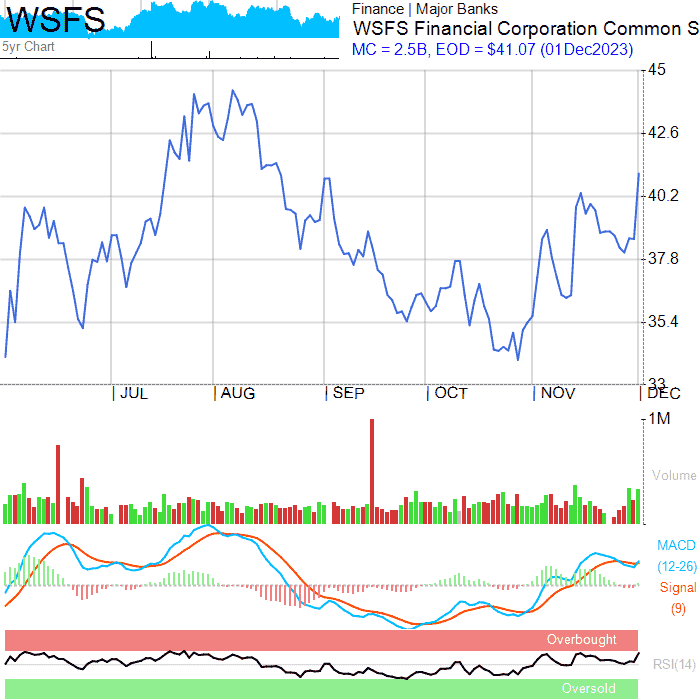 WSFS
5yr Chart
Finance | Major Banks
WSFS Financial Corporation Common S
MC = 2.5B, EOD = $41.07 (01Dec2023)
45
42.6
40.2
37.8
35.4
33
| JUL | AUG | SEP | OCT | NOV | DEC
1M
Volume
MACD
(12-26)
Signal
(9)
Overbought
RSI(14)
Oversold